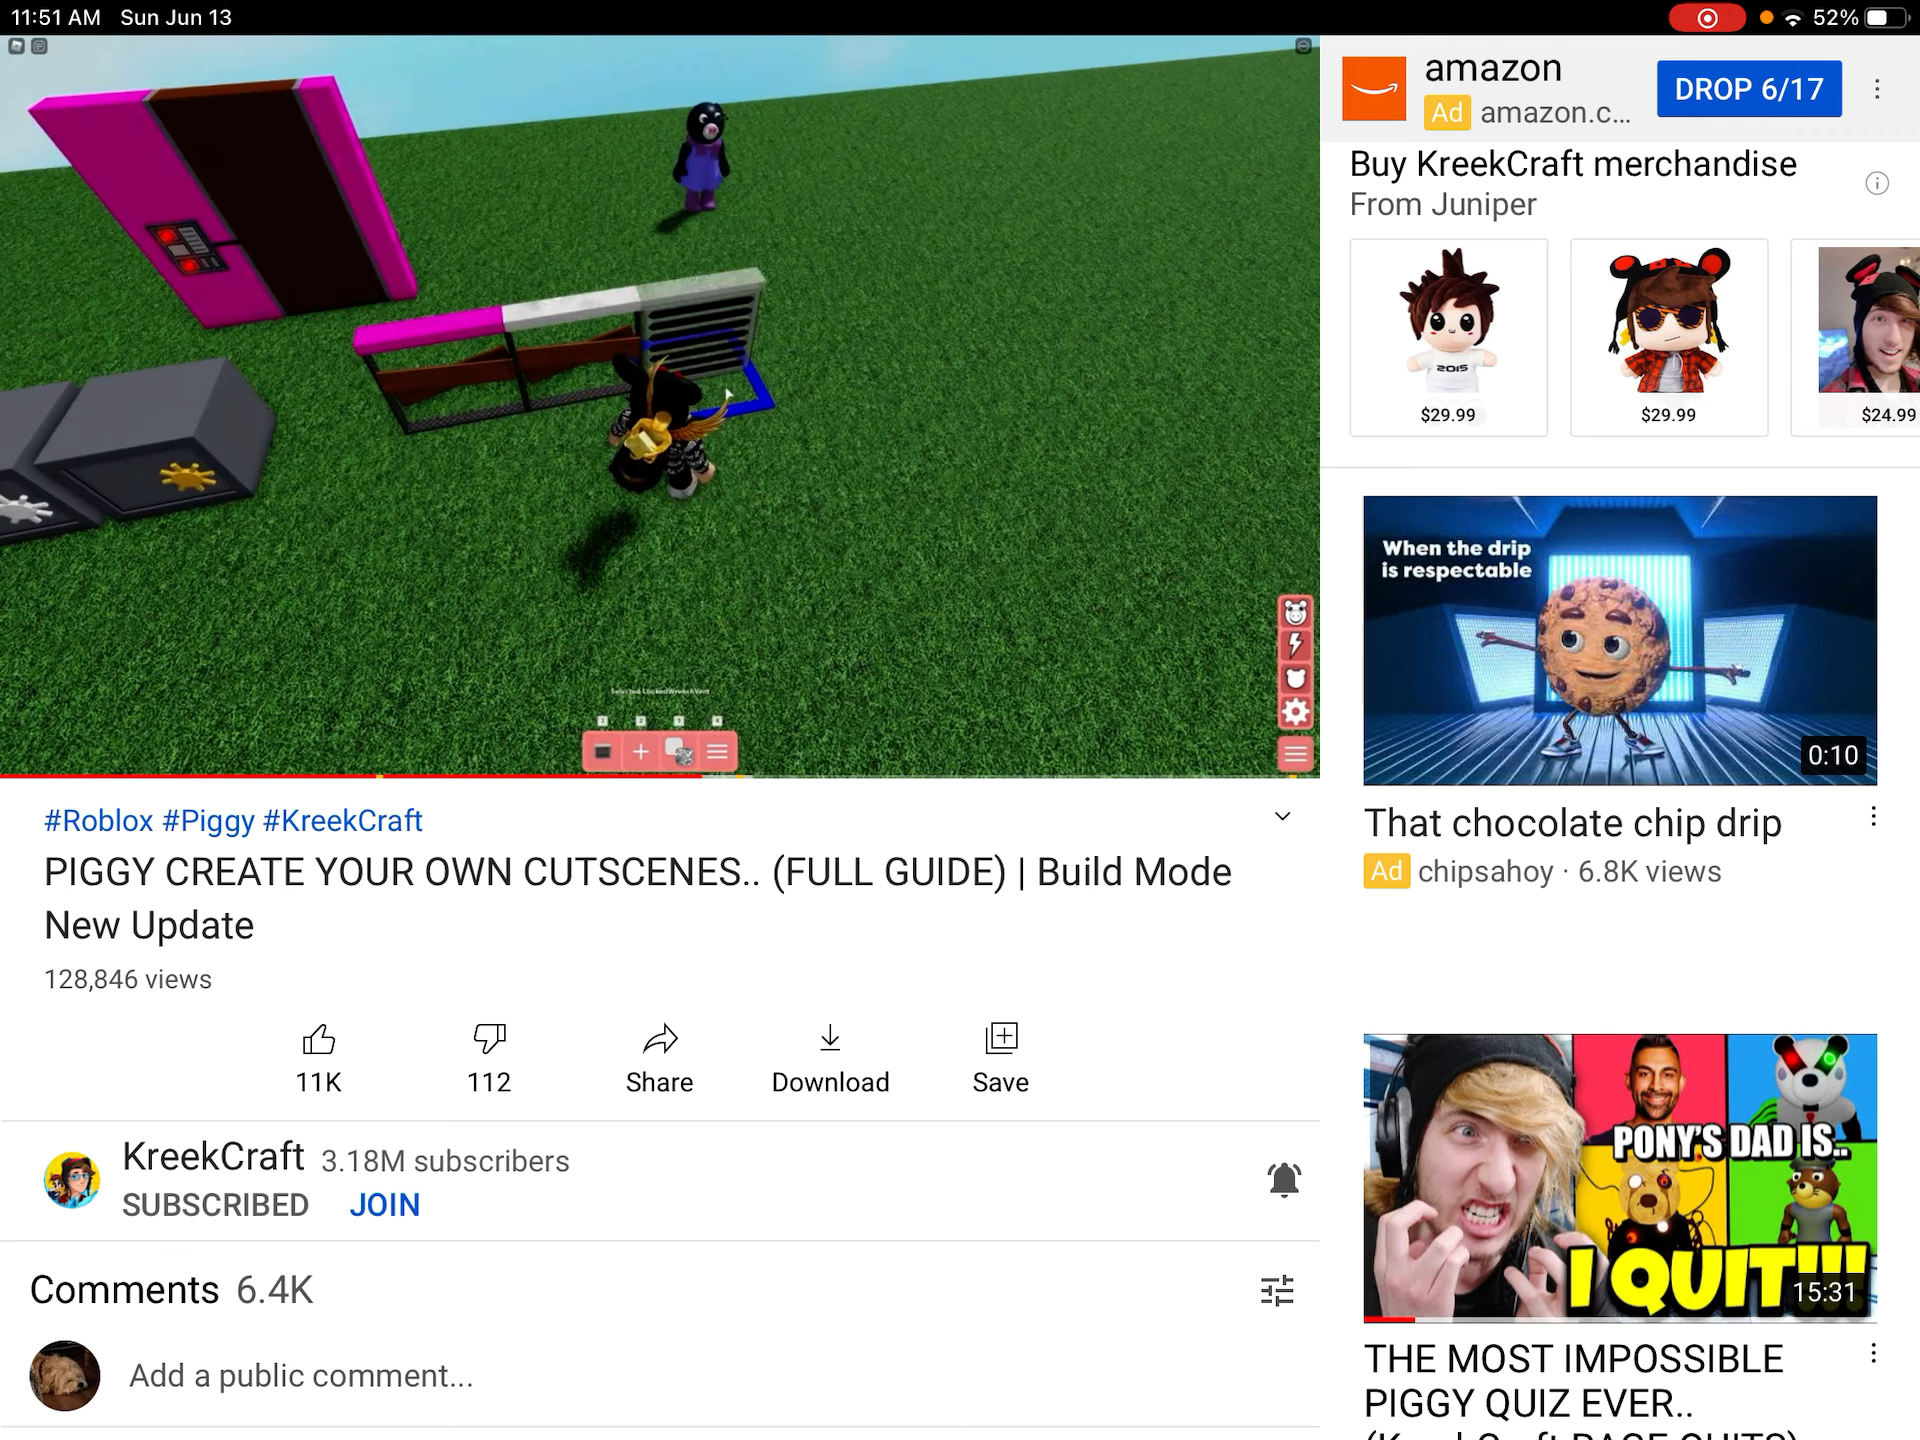 11:51 AM Sun Jun 13
52%
amazon
Ad amazon.c...
DROP 6/17
Buy KreekCraft merchandise
From Juniper
2015
$29.99
$29.99
$24.99
When the drip
is respectable
0:10
That chocolate chip drip
Ad chipsahoy · 6.8K views
PONY'S DAD IS..
I QUIT!!!
15:31
THE MOST IMPOSSIBLE
PIGGY QUIZ EVER..
1 2 3 4
#Roblox #Piggy #KreekCraft
PIGGY CREATE YOUR OWN CUTSCENES.. (FULL GUIDE) | Build Mode
New Update
128,846 views
11K
112
Share
Download
Save
KreekCraft 3.18M subscribers
SUBSCRIBED JOIN
Comments 6.4K
Add a public comment...